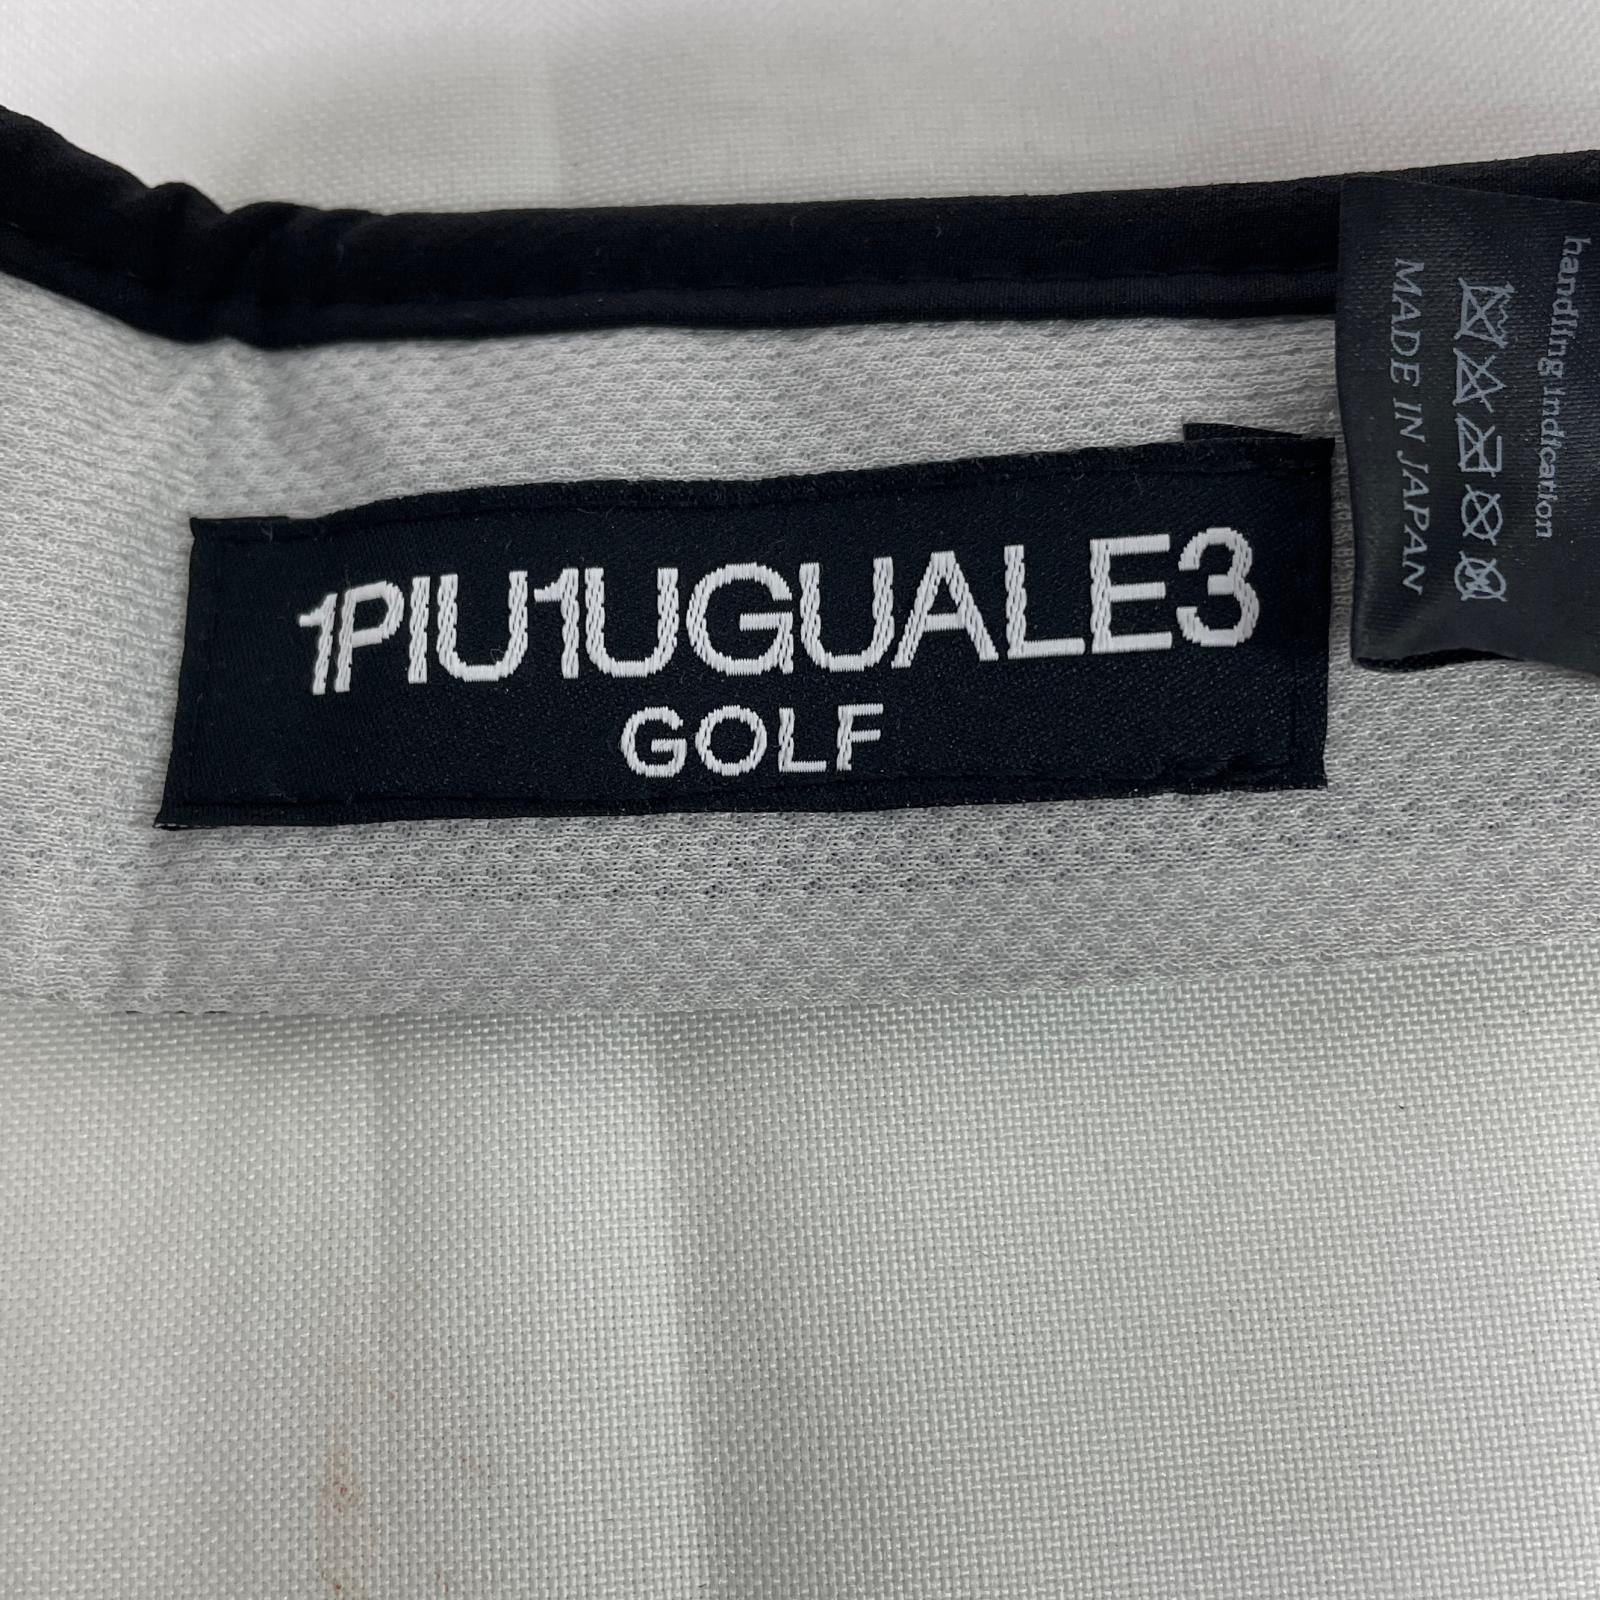 1PIU1UGUALE3
GOLF
handling indication
MADE IN JAPAN